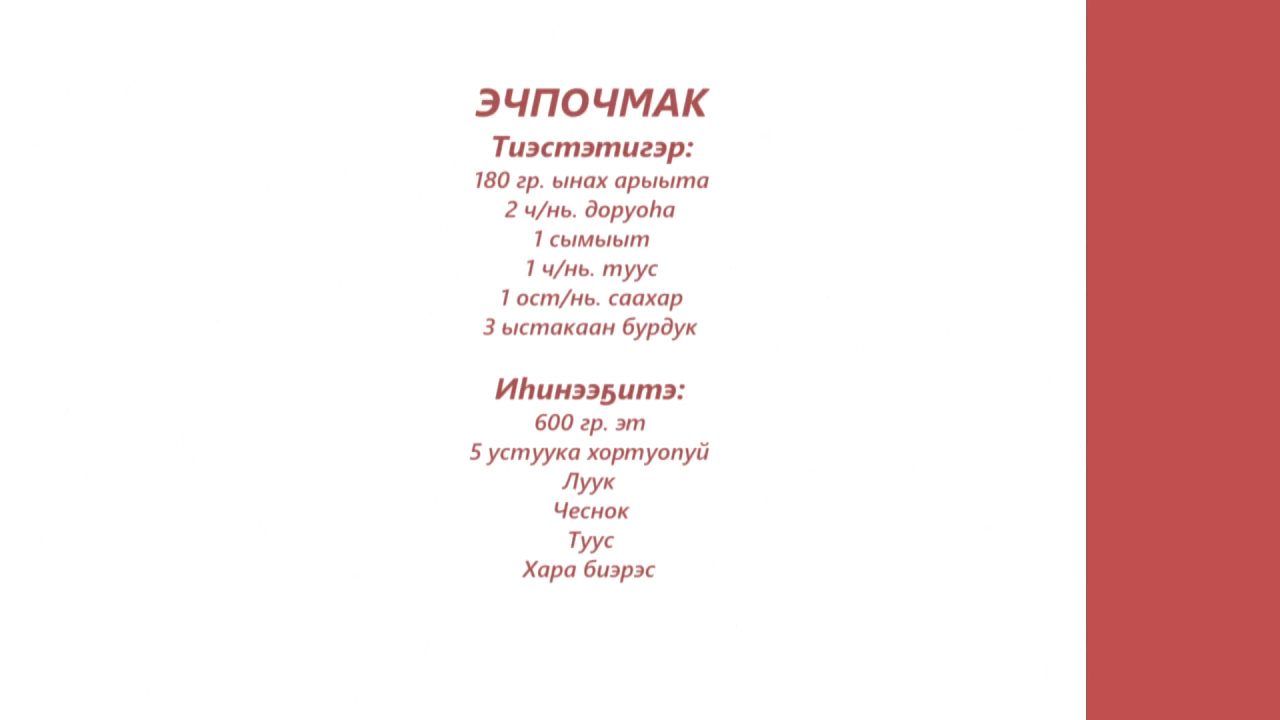 ЭЧПОЧМАК
Тиэстэтигэр:
180 гр. ынах арыыта
2 ч/нь. доруоһа
1 сымыыт
1 ч/нь. туус
1 ост/нь. саахар
3 ыстакаан бурдук
Иһинээҕитэ:
600 гр. эт
5 устуука хортуопуй
Луук
Чеснок
Туус
Хара биэрэс